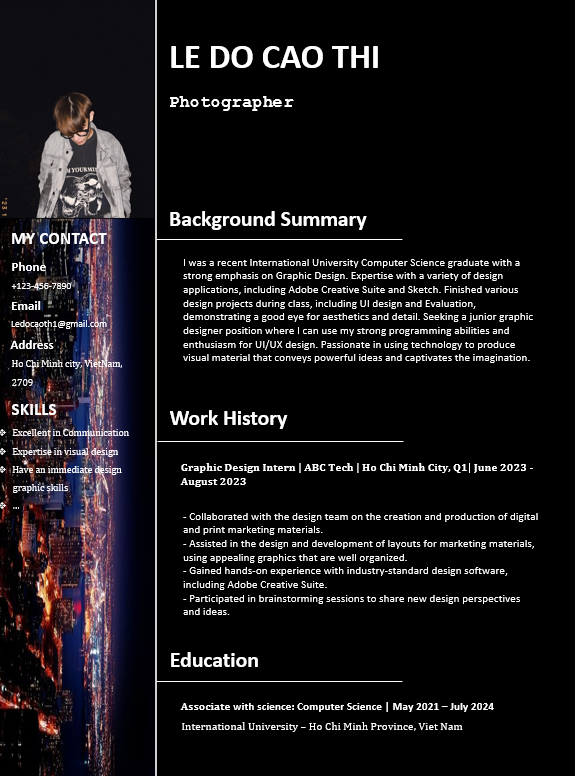 LE DO CAO THI
Photographer
MY CONTACT
Phone
+123-456-7890
Email
Ledocaoth1@gmail.com
Address
Ho Chi Minh city, VietNam,
2709
SKILLS
❖ Excellent in Communication
❖ Expertise in visual design
❖ Have an immediate design
graphic skills
❖ ...
Background Summary
I was a recent International University Computer Science graduate with a
strong emphasis on Graphic Design. Expertise with a variety of design
applications, including Adobe Creative Suite and Sketch. Finished various
design projects during class, including UI design and Evaluation,
demonstrating a good eye for aesthetics and detail. Seeking a junior graphic
designer position where I can use my strong programming abilities and
enthusiasm for UI/UX design. Passionate in using technology to produce
visual material that conveys powerful ideas and captivates the imagination.
Work History
Graphic Design Intern | ABC Tech | Ho Chi Minh City, Q1| June 2023 -
August 2023
- Collaborated with the design team on the creation and production of digital
and print marketing materials.
- Assisted in the design and development of layouts for marketing materials,
using appealing graphics that are well organized.
- Gained hands-on experience with industry-standard design software,
including Adobe Creative Suite.
- Participated in brainstorming sessions to share new design perspectives
and ideas.
Education
Associate with science: Computer Science | May 2021 – July 2024
International University – Ho Chi Minh Province, Viet Nam